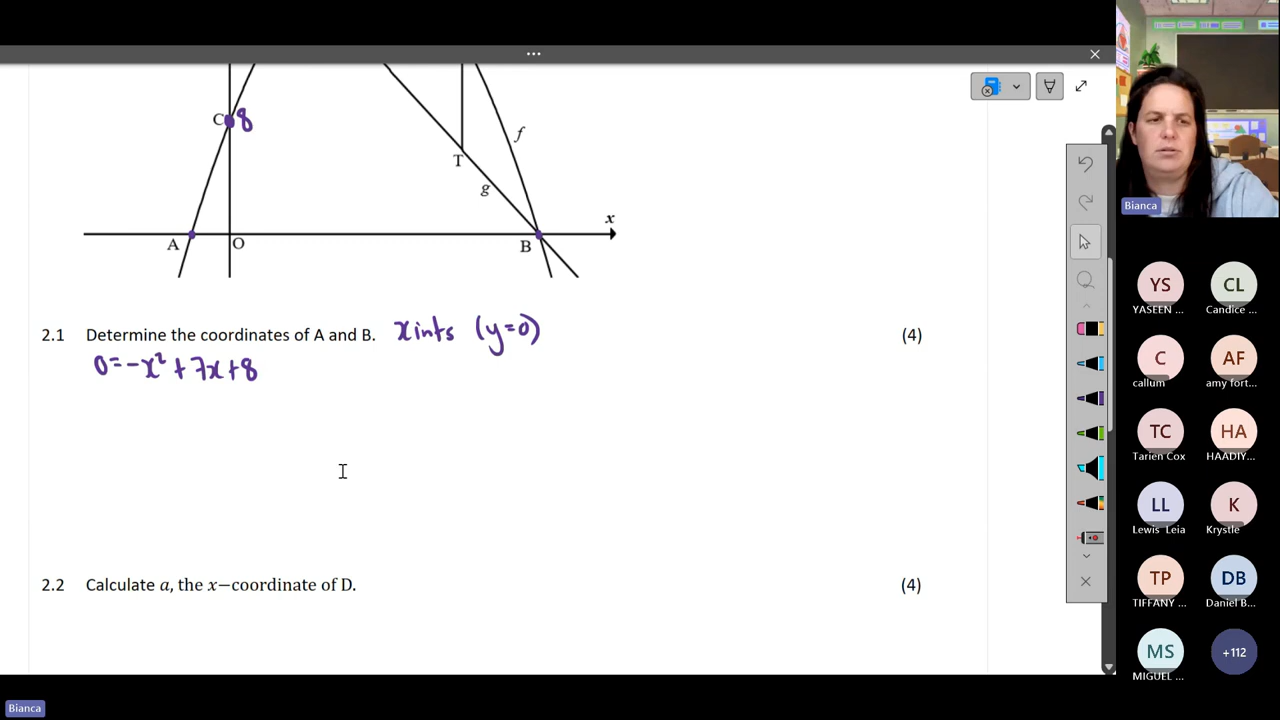 ...
C 8
f
T
g
x
A O B
2.1 Determine the coordinates of A and B. x ints (y=0) (4)
0=-x²+7x+8
2.2 Calculate a, the x−coordinate of D. (4)
Bianca
YS CL
YASEEN ... Candice ...
C AF
callum amy fort...
TC HA
Tarien Cox HAADIY...
LL K
Lewis Leia Krystle
TP DB
TIFFANY ... Daniel B...
MS +112
MIGUEL ...
Bianca